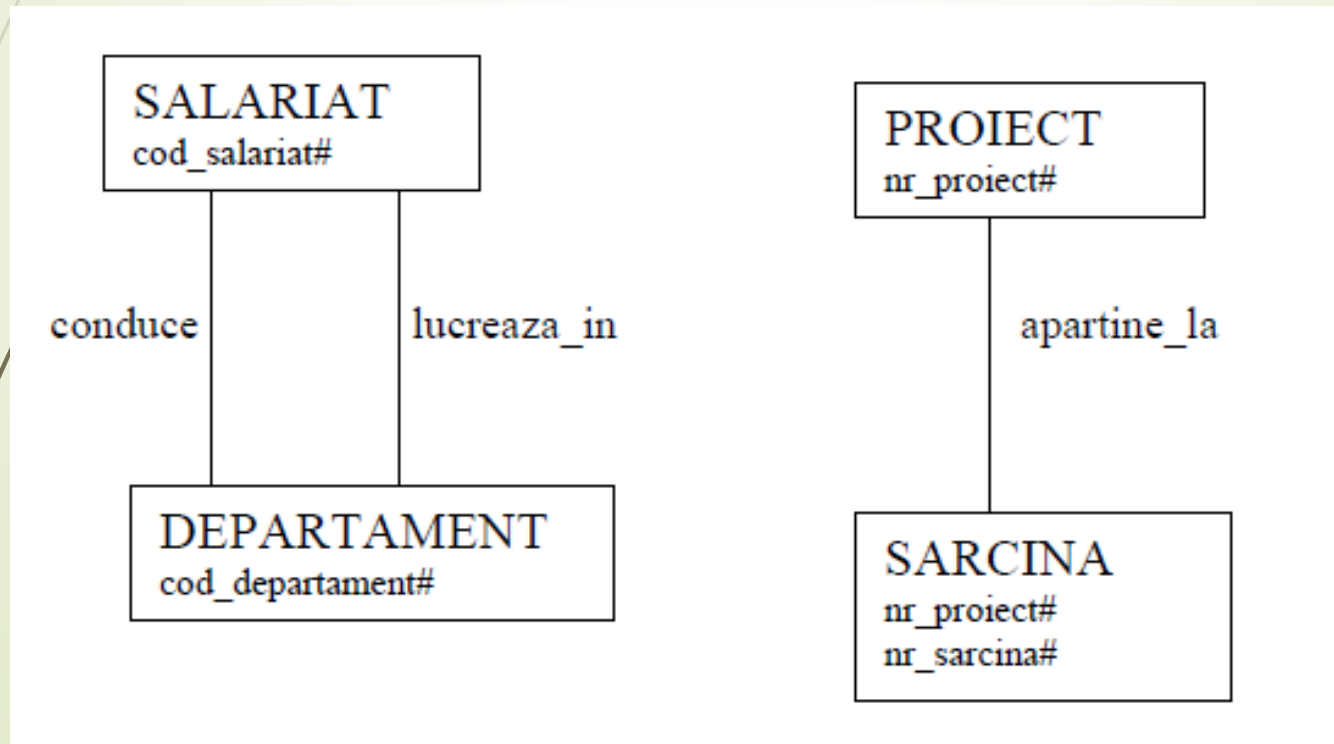 SALARIAT
cod_salariat#
conduce
lucreaza_in
DEPARTAMENT
cod_departament#
PROIECT
nr_proiect#
apartine_la
SARCINA
nr_proiect#
nr_sarcina#